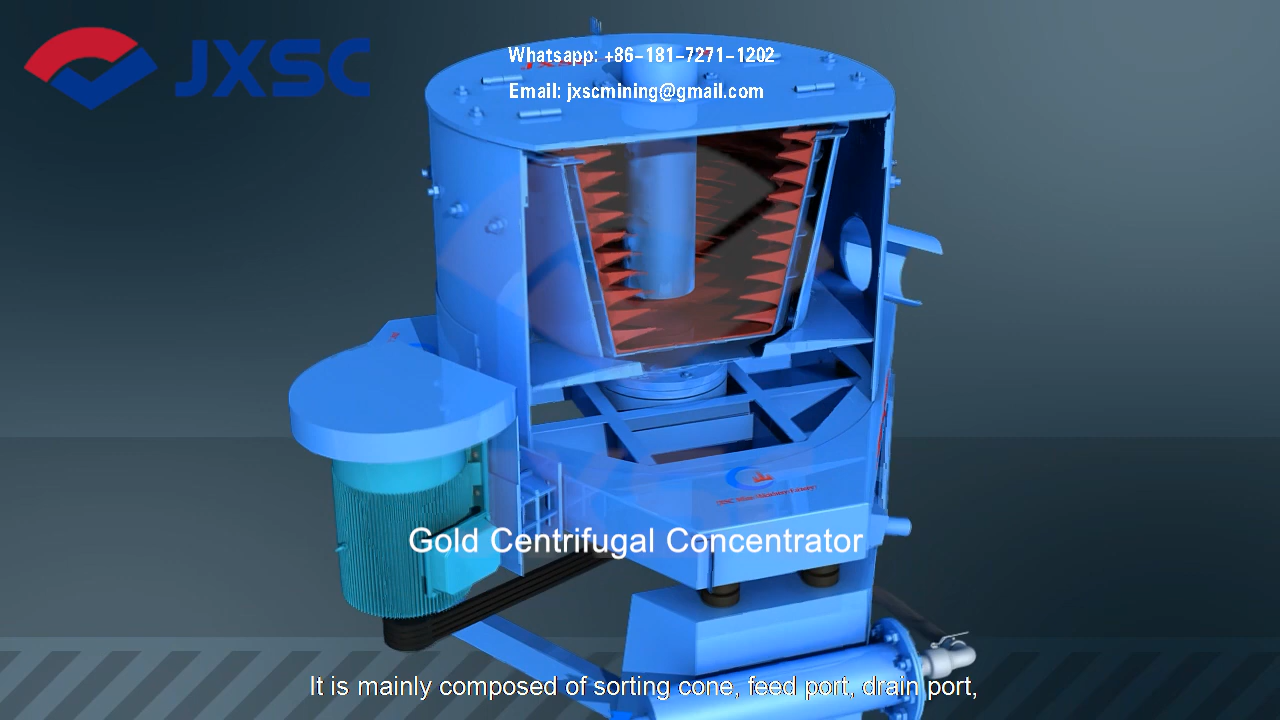 JXSC
Whatsapp: +86-181-7271-1202
Email: jxscmining@gmail.com
Gold Centrifugal Concentrator
It is mainly composed of sorting cone, feed port, drain port,